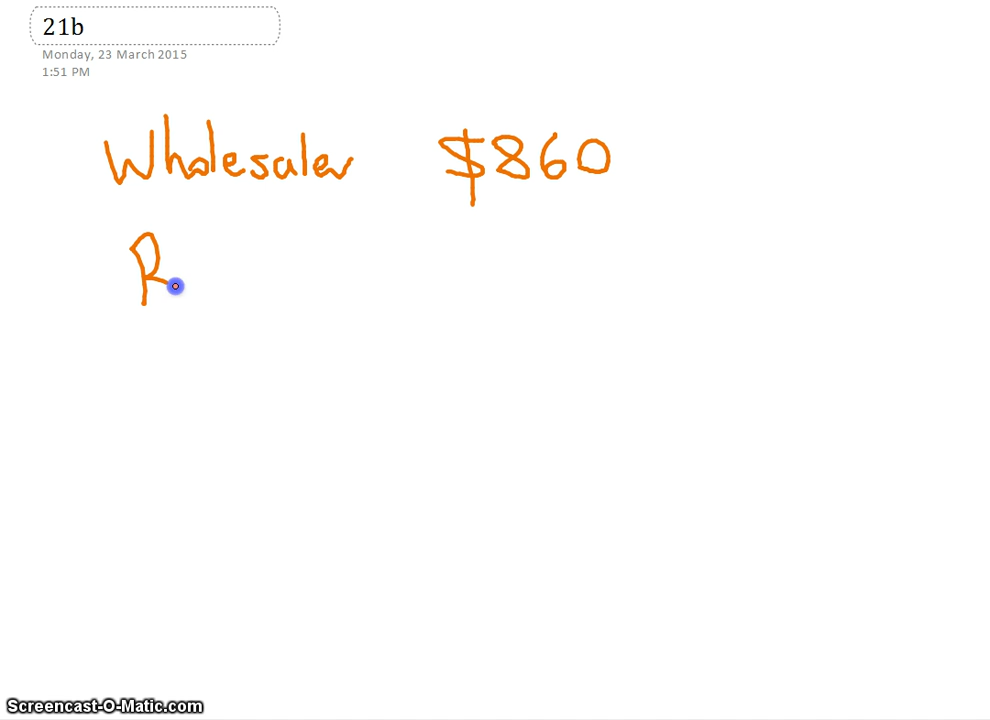 21b
Monday, 23 March 2015
1:51 PM
Wholesaler $860
R
Screencast-O-Matic.com